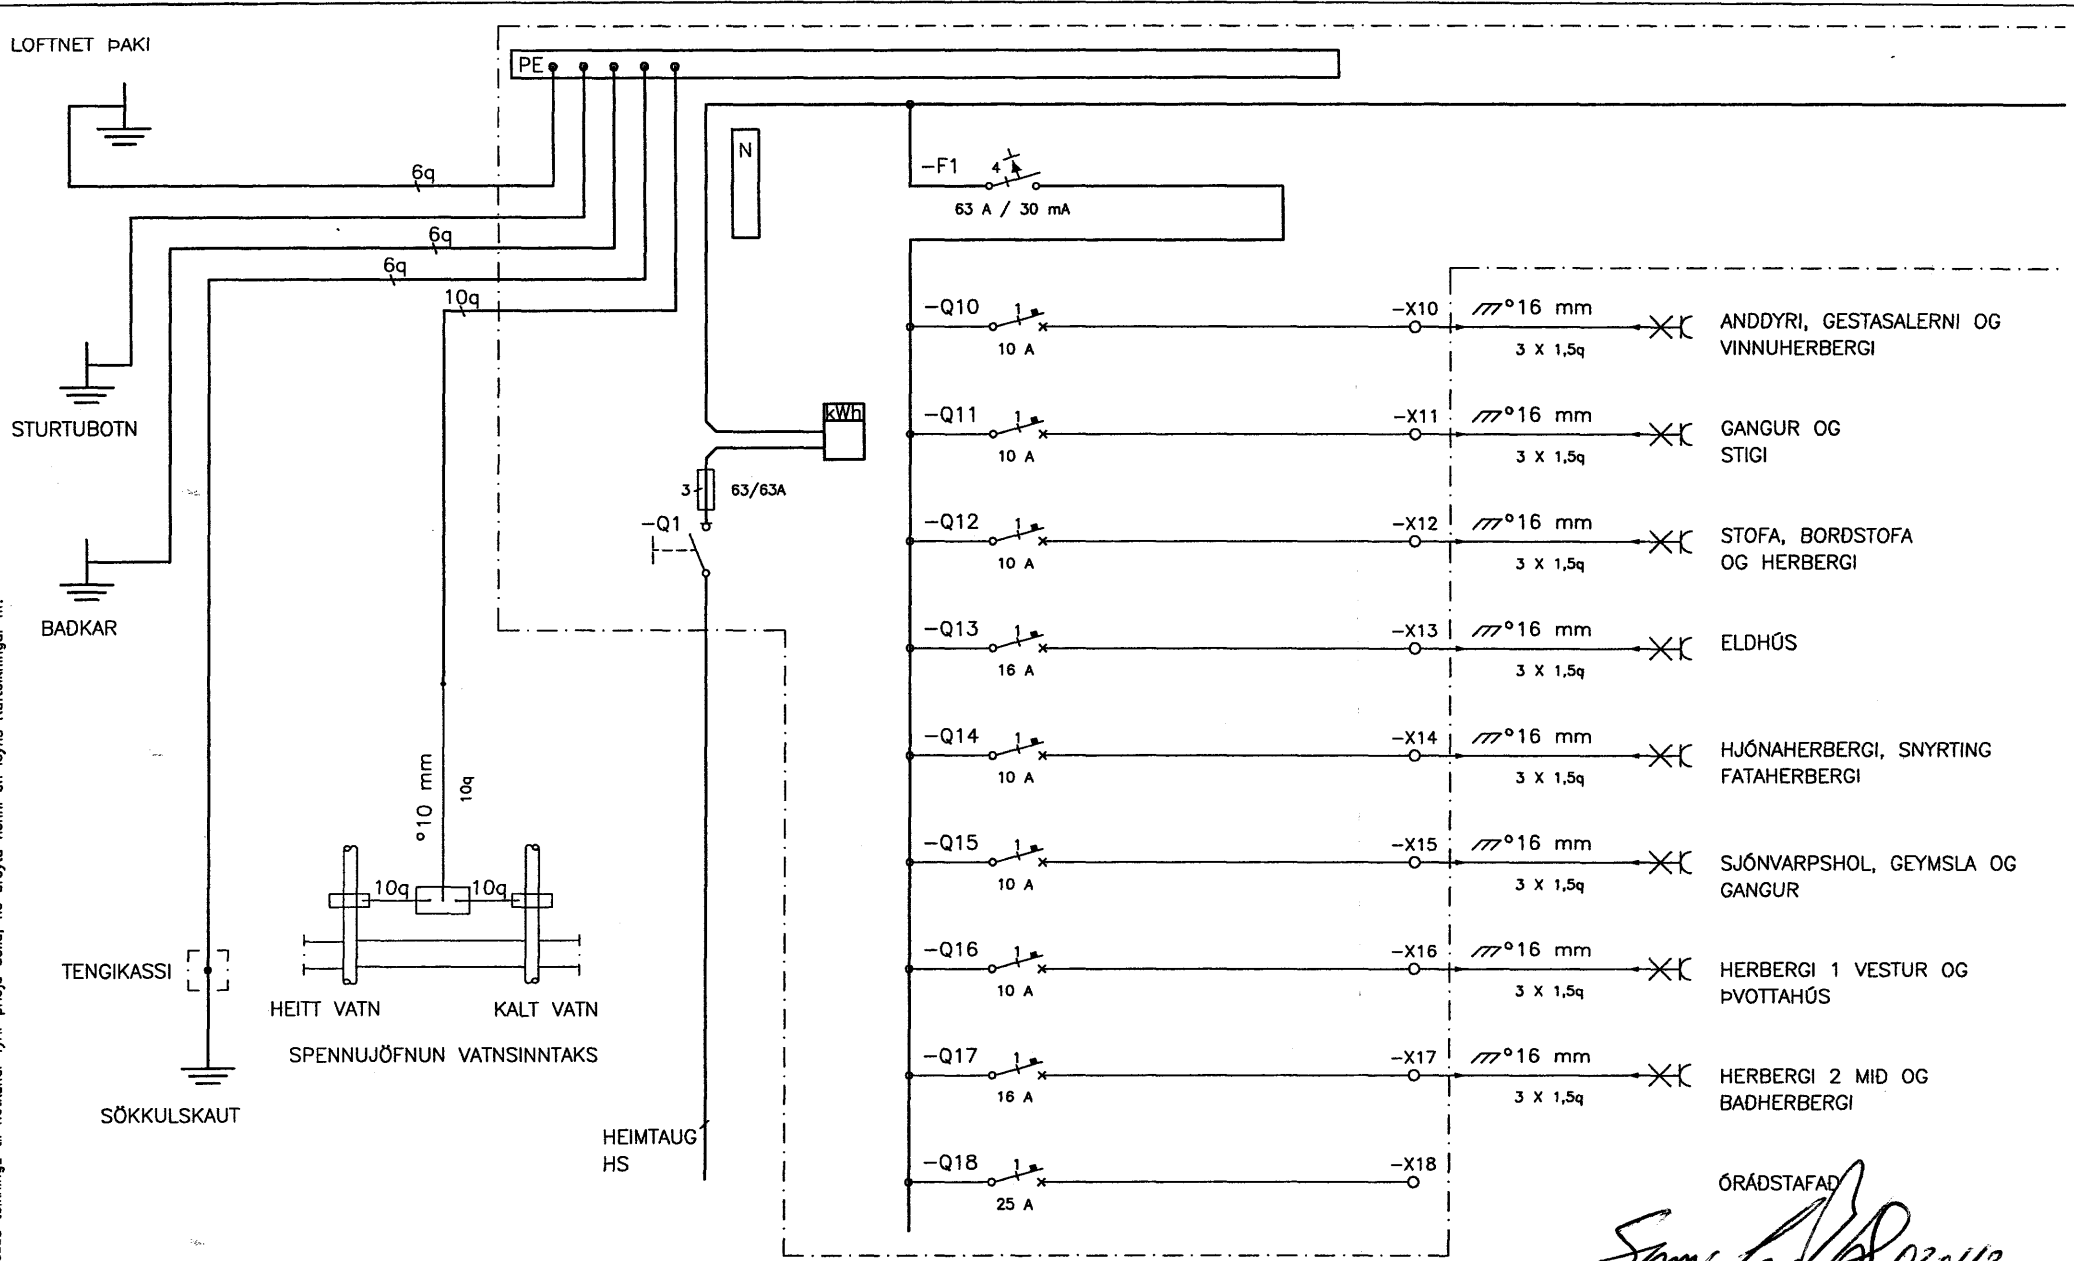 LOFTNET ÞAKI
PE
N
-F1
4
63 A / 30 mA
6q
6q
6q
10q
STURTUBOTN
BAÐKAR
kWh
3
63/63A
-Q1
°10 mm
10q
10q
10q
TENGIKASSI
HEITT VATN
KALT VATN
SPENNUJÖFNUN VATNSINNTAKS
SÖKKULSKAUT
HEIMTAUG
HS
-Q10
1
10 A
-X10
°16 mm
3 X 1,5q
ANDDYRI, GESTASALERNI OG
VINNUHERBERGI
-Q11
1
10 A
-X11
°16 mm
3 X 1,5q
GANGUR OG
STIGI
-Q12
1
10 A
-X12
°16 mm
3 X 1,5q
STOFA, BORÐSTOFA
OG HERBERGI
-Q13
1
16 A
-X13
°16 mm
3 X 1,5q
ELDHÚS
-Q14
1
10 A
-X14
°16 mm
3 X 1,5q
HJÓNAHERBERGI, SNYRTING
FATAHERBERGI
-Q15
1
10 A
-X15
°16 mm
3 X 1,5q
SJÓNVARPSHOL, GEYMSLA OG
GANGUR
-Q16
1
10 A
-X16
°16 mm
3 X 1,5q
HERBERGI 1 VESTUR OG
ÞVOTTAHÚS
-Q17
1
16 A
-X17
°16 mm
3 X 1,5q
HERBERGI 2 MIÐ OG
BAÐHERBERGI
-Q18
1
25 A
-X18
ÓRÁÐSTAFAÐ